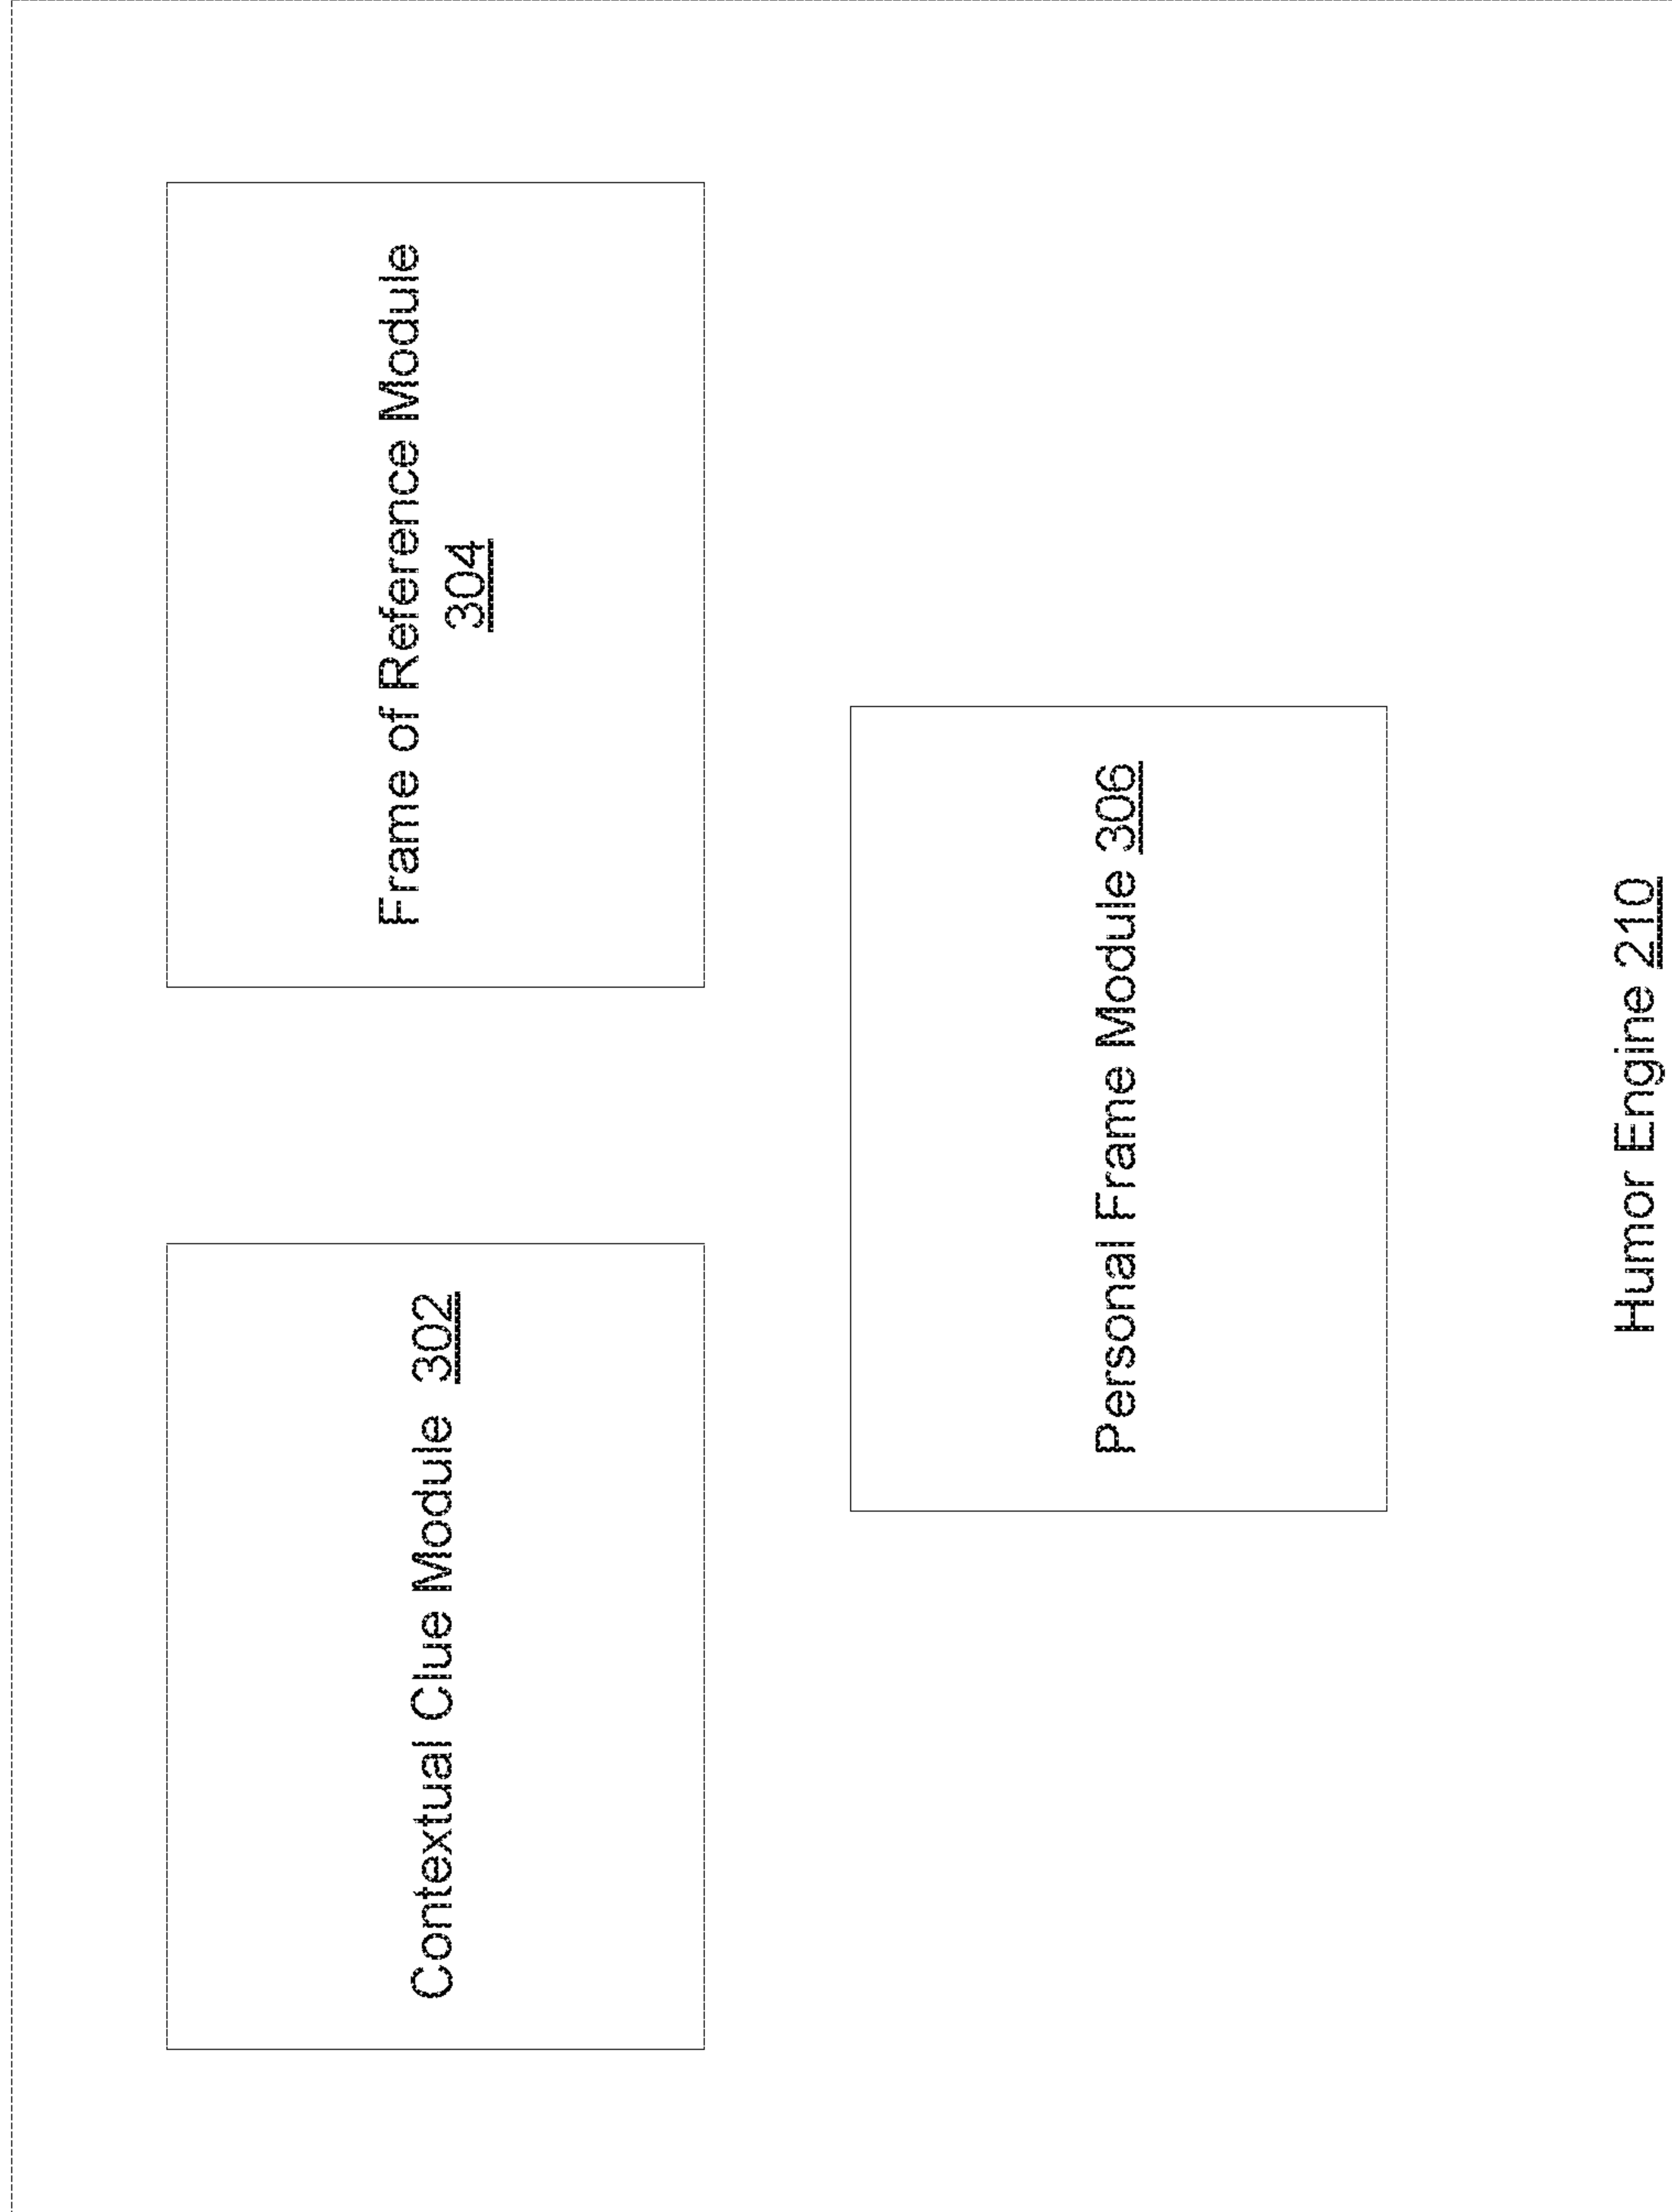 Contextual Clue Module 302
Frame of Reference Module
304
Personal Frame Module 306
Humor Engine 210